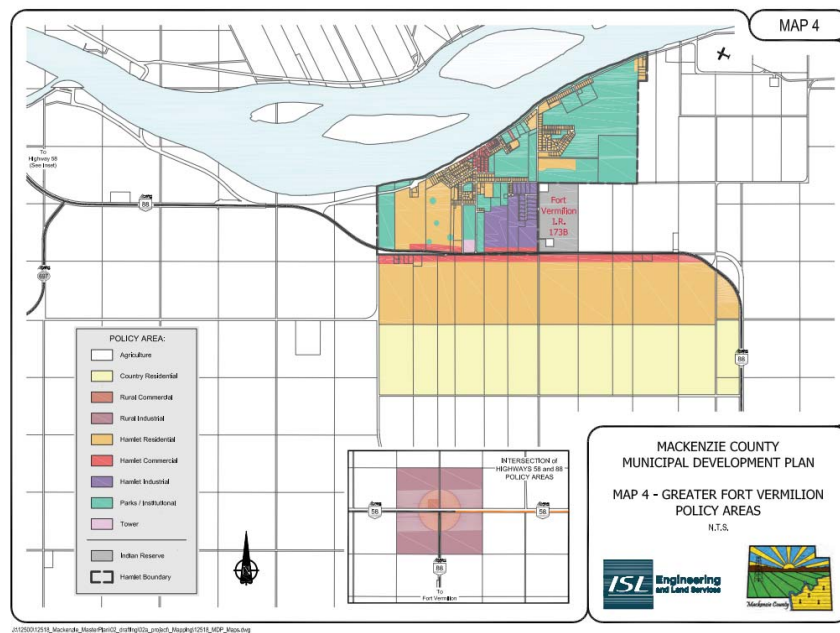 MAP 4
To
Highway 58
(See Inset)
88
697
Fort
Vermilion
I.R.
173B
88
POLICY AREA:
Agriculture
Country Residential
Rural Commercial
Rural Industrial
Hamlet Residential
Hamlet Commercial
Hamlet Industrial
Parks / Institutional
Tower
Indian Reserve
Hamlet Boundary
INTERSECTION of
HIGHWAYS 58 and 88
POLICY AREAS
58
58
88
To
Fort Vermilion
MACKENZIE COUNTY
MUNICIPAL DEVELOPMENT PLAN
MAP 4 - GREATER FORT VERMILION
POLICY AREAS
N.T.S.
ISL Engineering
and Land Services
Mackenzie County